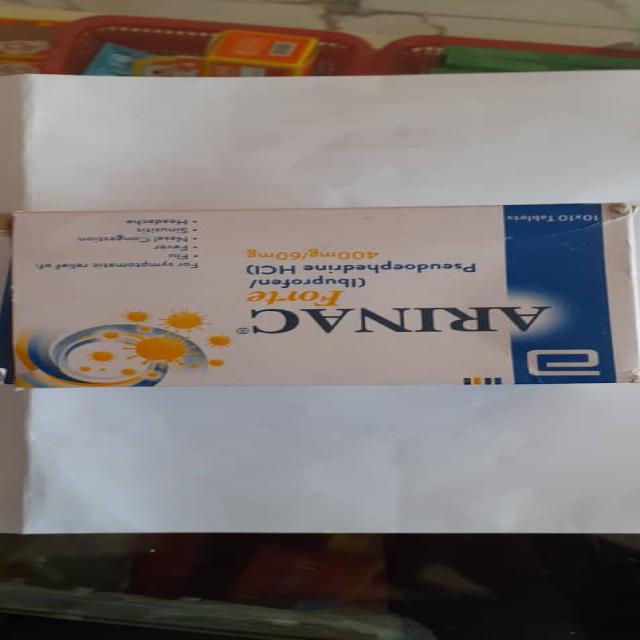 ARINAC®
Forte
(Ibuprofen/
Pseudoephedrine HCl)
400mg/60mg
10x10 Tablets
For symptomatic relief of:
• Flu
• Fever
• Nasal Congestion
• Sinusitis
• Headache